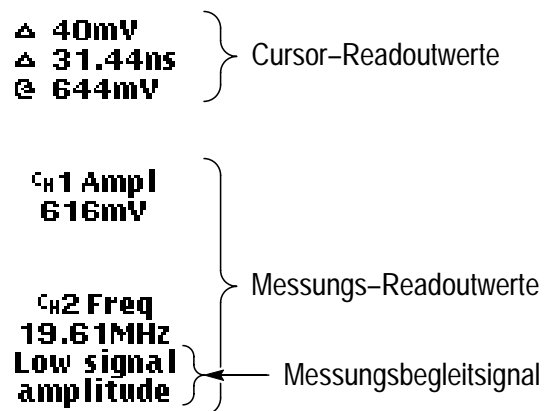 △ 40mV
△ 31.44ns
@ 644mV
Cursor–Readoutwerte
CH1 Ampl
616mV
CH2 Freq
19.61MHz
Low signal
amplitude
Messungs–Readoutwerte
Messungsbegleitsignal